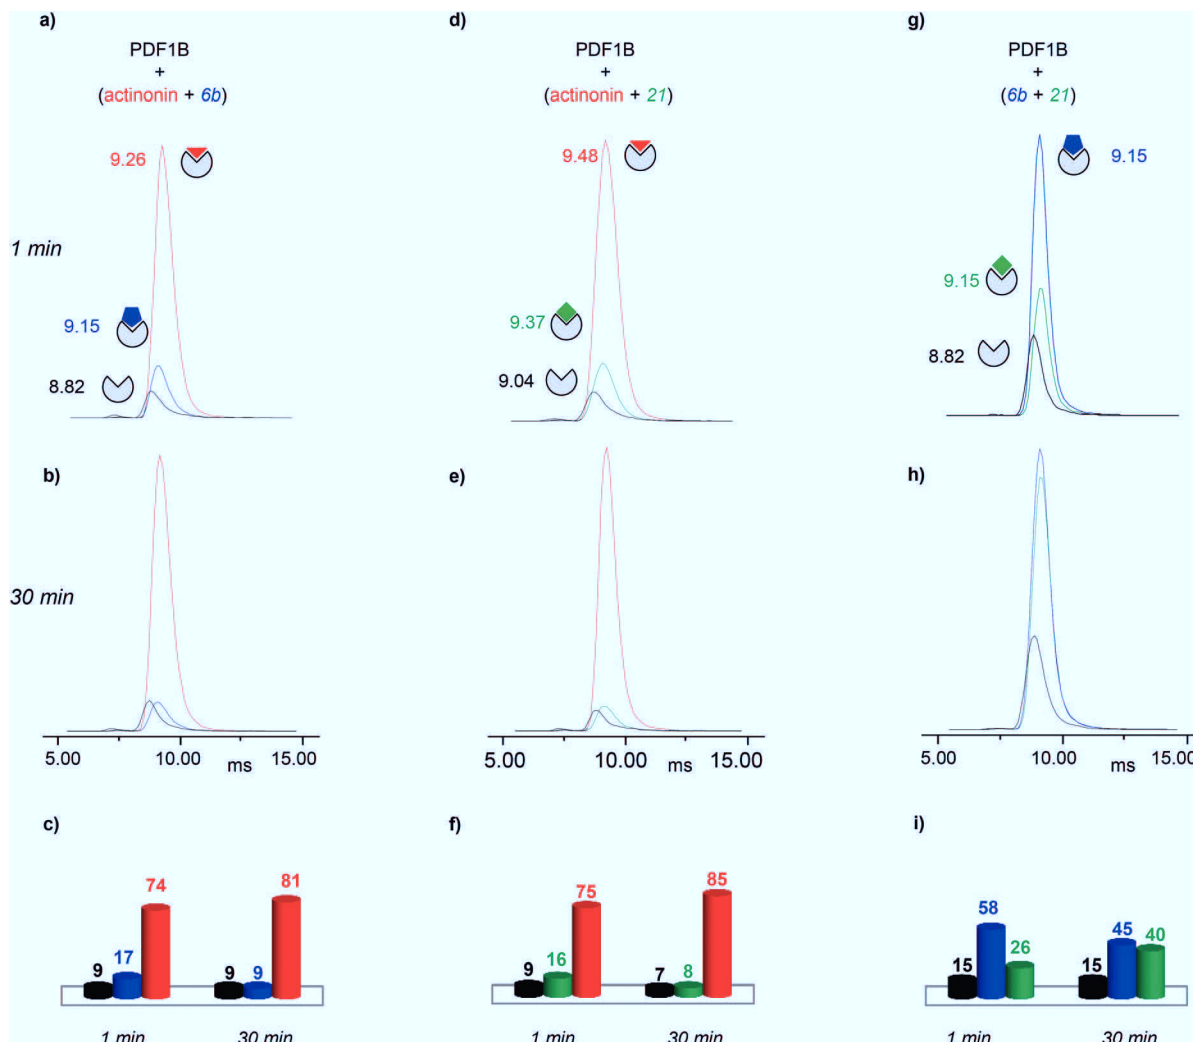 a)
PDF1B
+
(actinonin + 6b)
9.26
1 min
9.15
8.82
d)
PDF1B
+
(actinonin + 21)
9.48
9.37
9.04
g)
PDF1B
+
(6b + 21)
9.15
9.15
8.82
b)
30 min
5.00 10.00 ms 15.00
e)
5.00 10.00 ms 15.00
h)
5.00 10.00 ms 15.00
c)
9 17 74
9 9 81
1 min 30 min
f)
9 16 75
7 8 85
1 min 30 min
i)
15 58 26
15 45 40
1 min 30 min